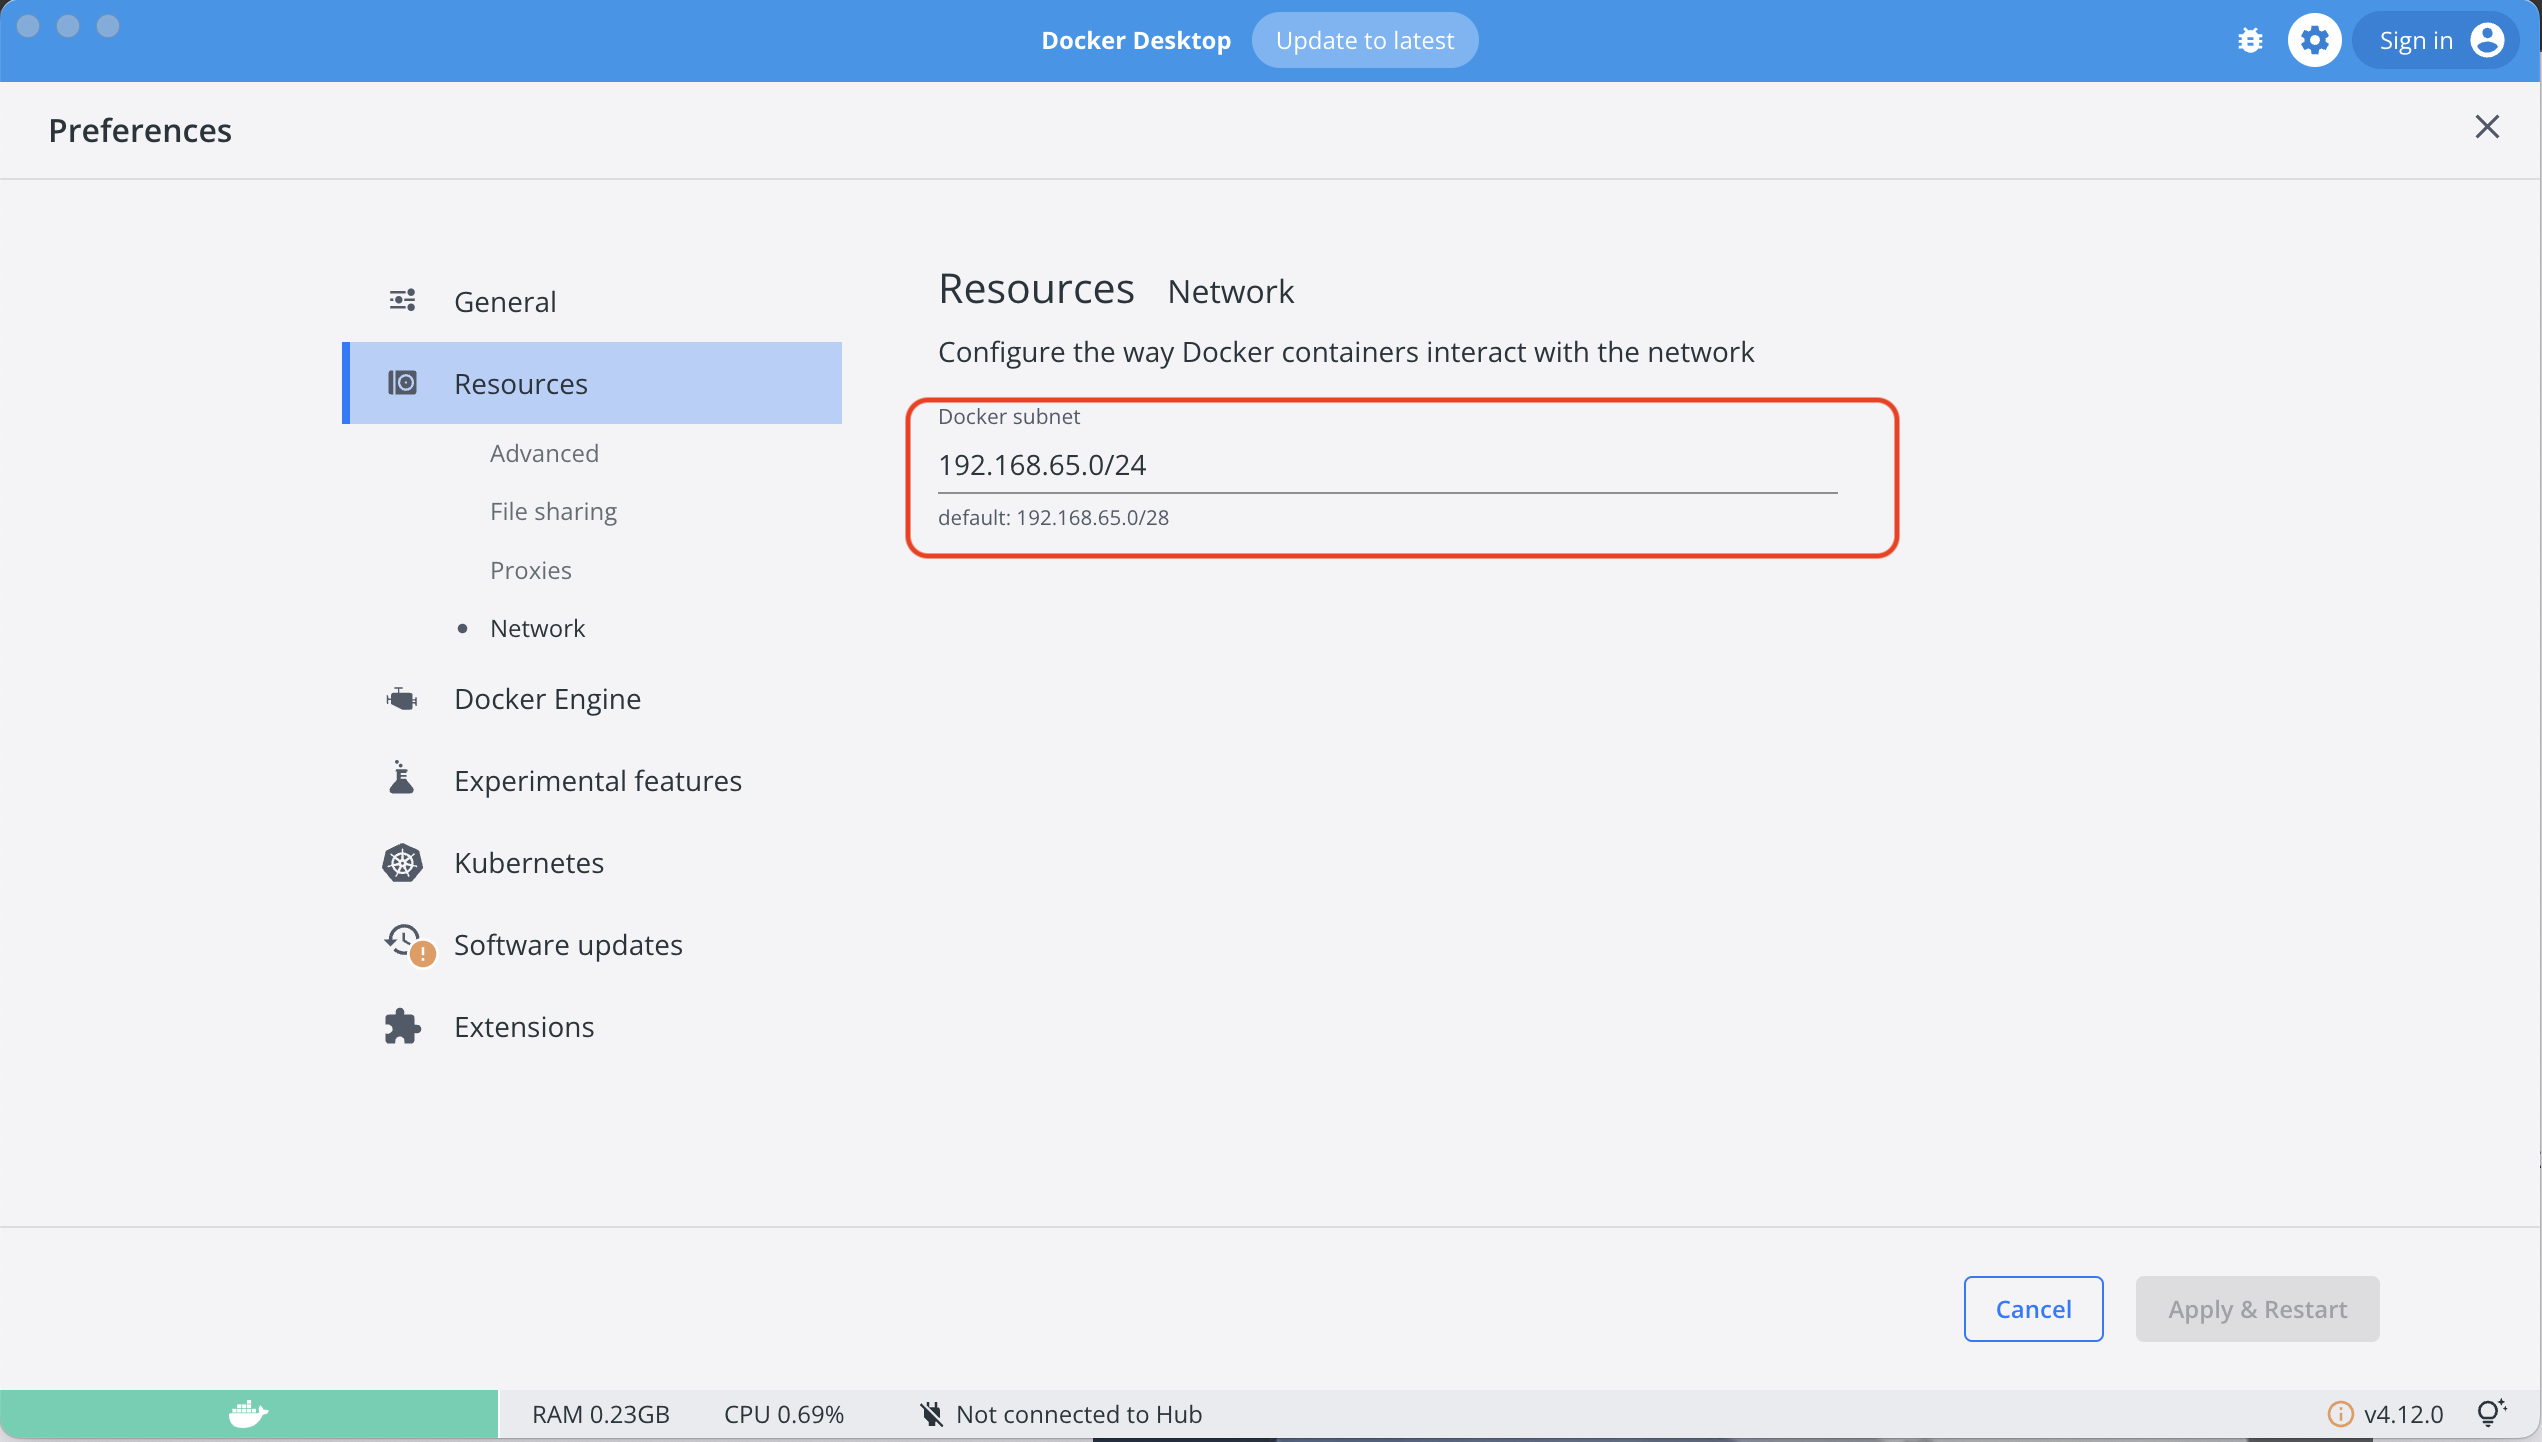 Docker Desktop
Update to latest
Sign in
Preferences
General
Resources
Advanced
File sharing
Proxies
Network
Docker Engine
Experimental features
Kubernetes
Software updates
Extensions
Resources Network
Configure the way Docker containers interact with the network
Docker subnet
192.168.65.0/24
default: 192.168.65.0/28
Cancel
Apply & Restart
RAM 0.23GB CPU 0.69% Not connected to Hub
v4.12.0